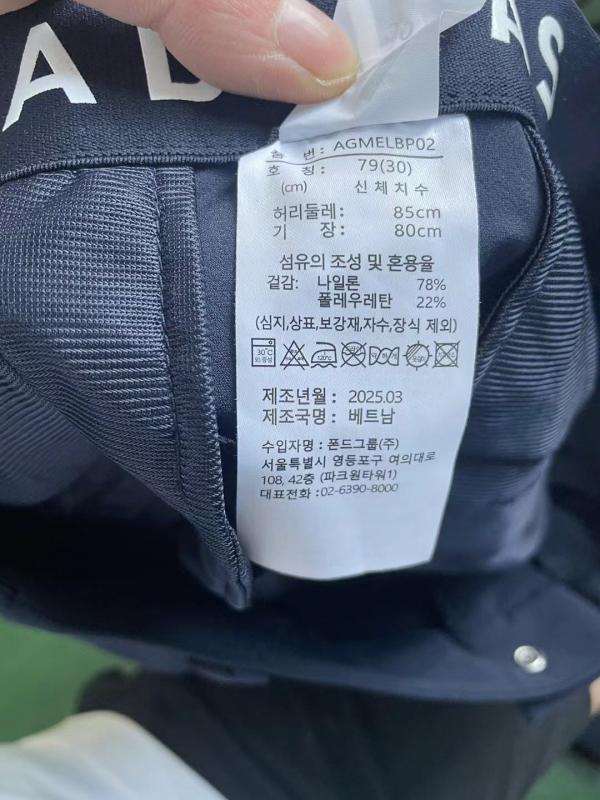 A D
A S
품 번: AGMELBP02
호 칭: 79(30)
(cm) 신체치수
허리둘레: 85cm
기 장: 80cm
섬유의 조성 및 혼용율
겉감: 나일론 78%
폴레우레탄 22%
(심지,상표,보강재,자수,장식 제외)
30℃ 120℃
제조년월: 2025.03
제조국명: 베트남
수입자명: 폰드그룹(주)
서울특별시 영등포구 여의대로
108, 42층 (파크원타워1)
대표전화 :02-6390-8000